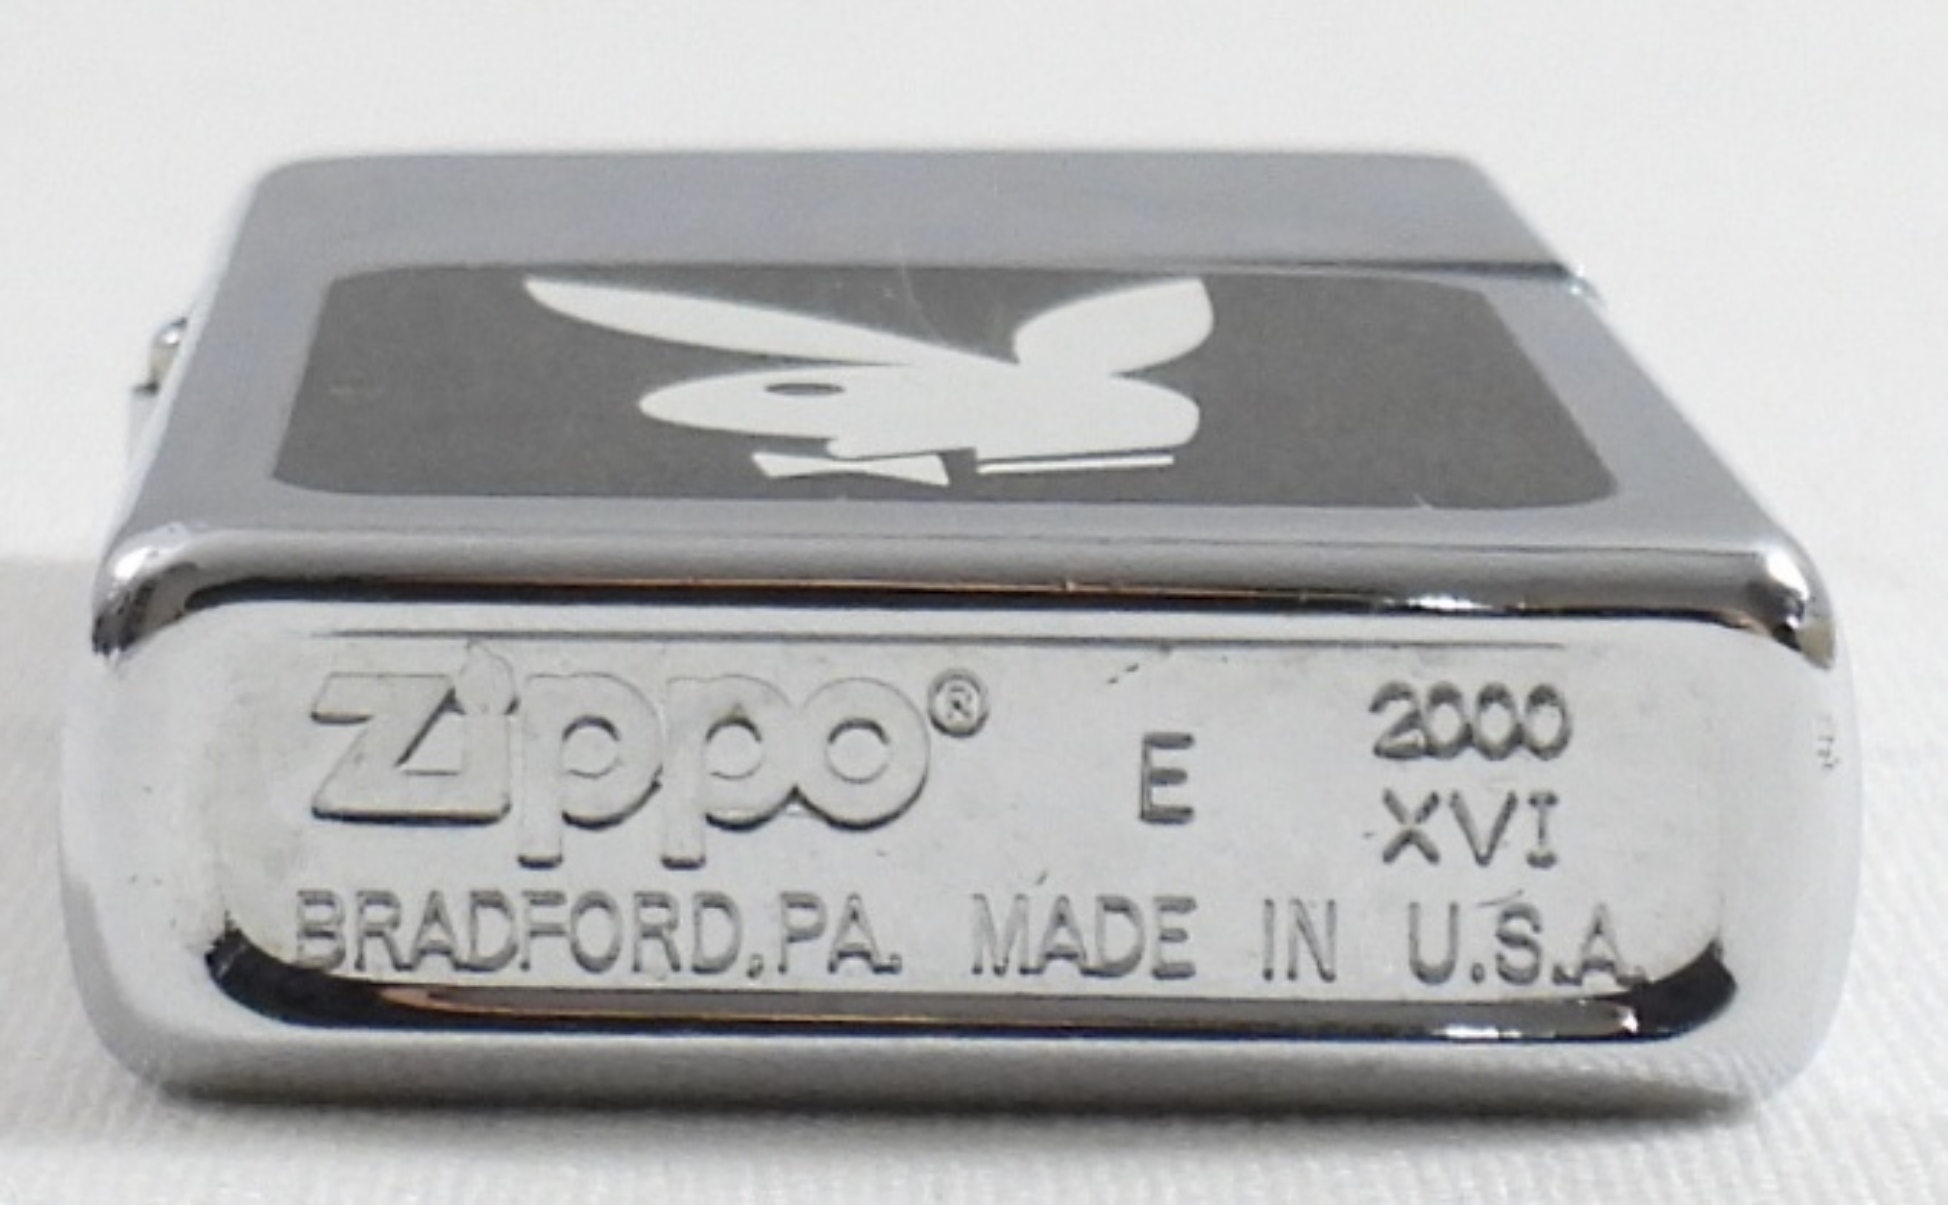 Zippo® E 2000
XVI
BRADFORD,PA. MADE IN U.S.A.